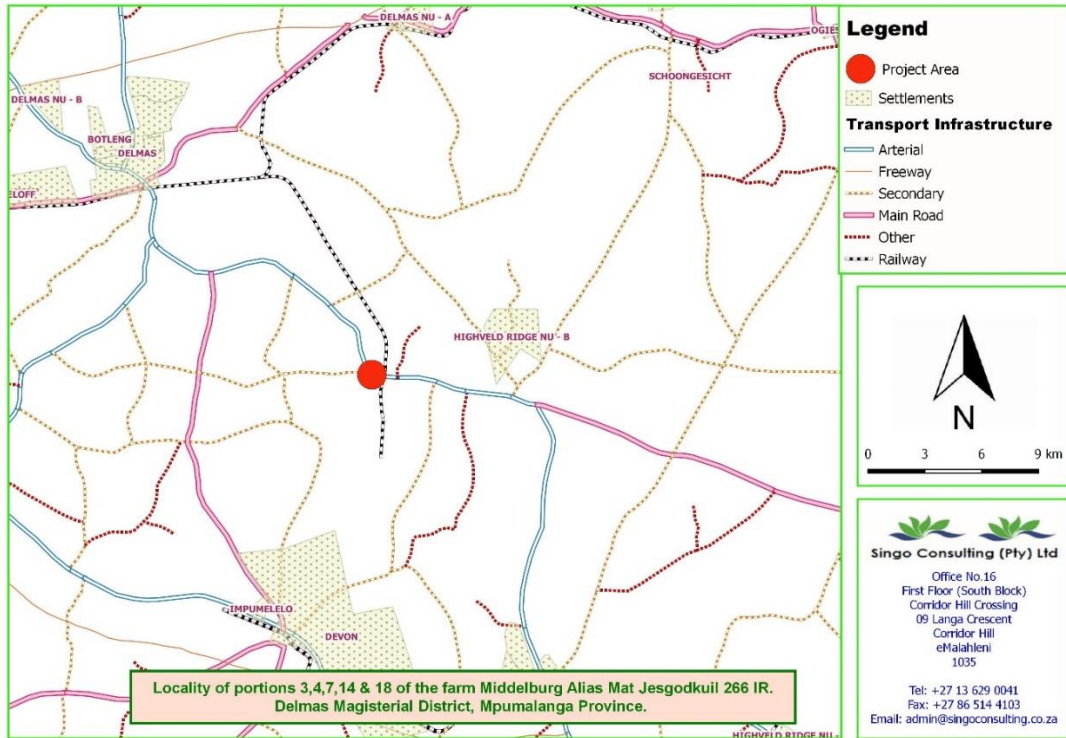 DELMAS NU - A
OGIES
SCHOONGESICHT
DELMAS NU - B
BOTLENG
DELMAS
ELOFF
HIGHVELD RIDGE NU - B
IMPUMELELO
DEVON
HIGHVELD RIDGE NU -
Locality of portions 3,4,7,14 & 18 of the farm Middelburg Alias Mat Jesgodkuil 266 IR.
Delmas Magisterial District, Mpumalanga Province.
Legend
Project Area
Settlements
Transport Infrastructure
Arterial
Freeway
Secondary
Main Road
Other
Railway
N
0 3 6 9 km
Singo Consulting (Pty) Ltd
Office No.16
First Floor (South Block)
Corridor Hill Crossing
09 Langa Crescent
Corridor Hill
eMalahleni
1035
Tel: +27 13 629 0041
Fax: +27 86 514 4103
Email: admin@singoconsulting.co.za